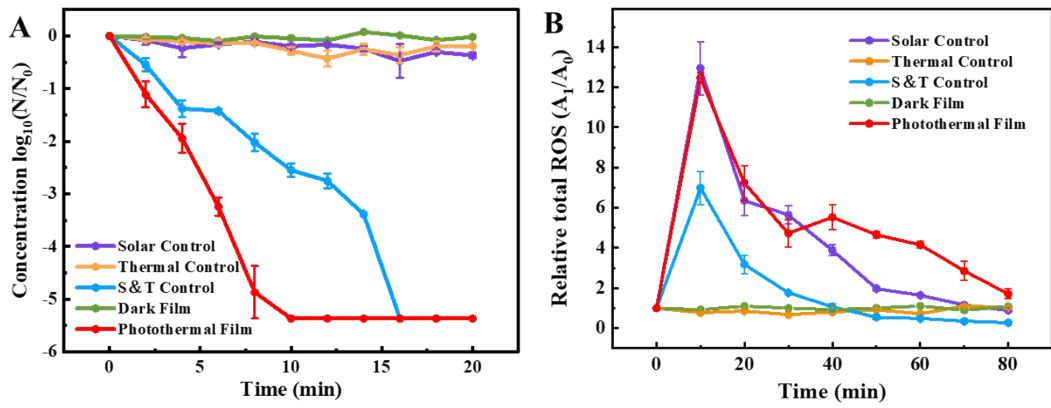 A
Concentration log10(N/N0)
0
-1
-2
-3
-4
-5
-6
Solar Control
Thermal Control
S&T Control
Dark Film
Photothermal Film
0
5
10
15
20
Time (min)
B
Relative total ROS (A1/A0)
14
12
10
8
6
4
2
0
Solar Control
Thermal Control
S&T Control
Dark Film
Photothermal Film
0
20
40
60
80
Time (min)